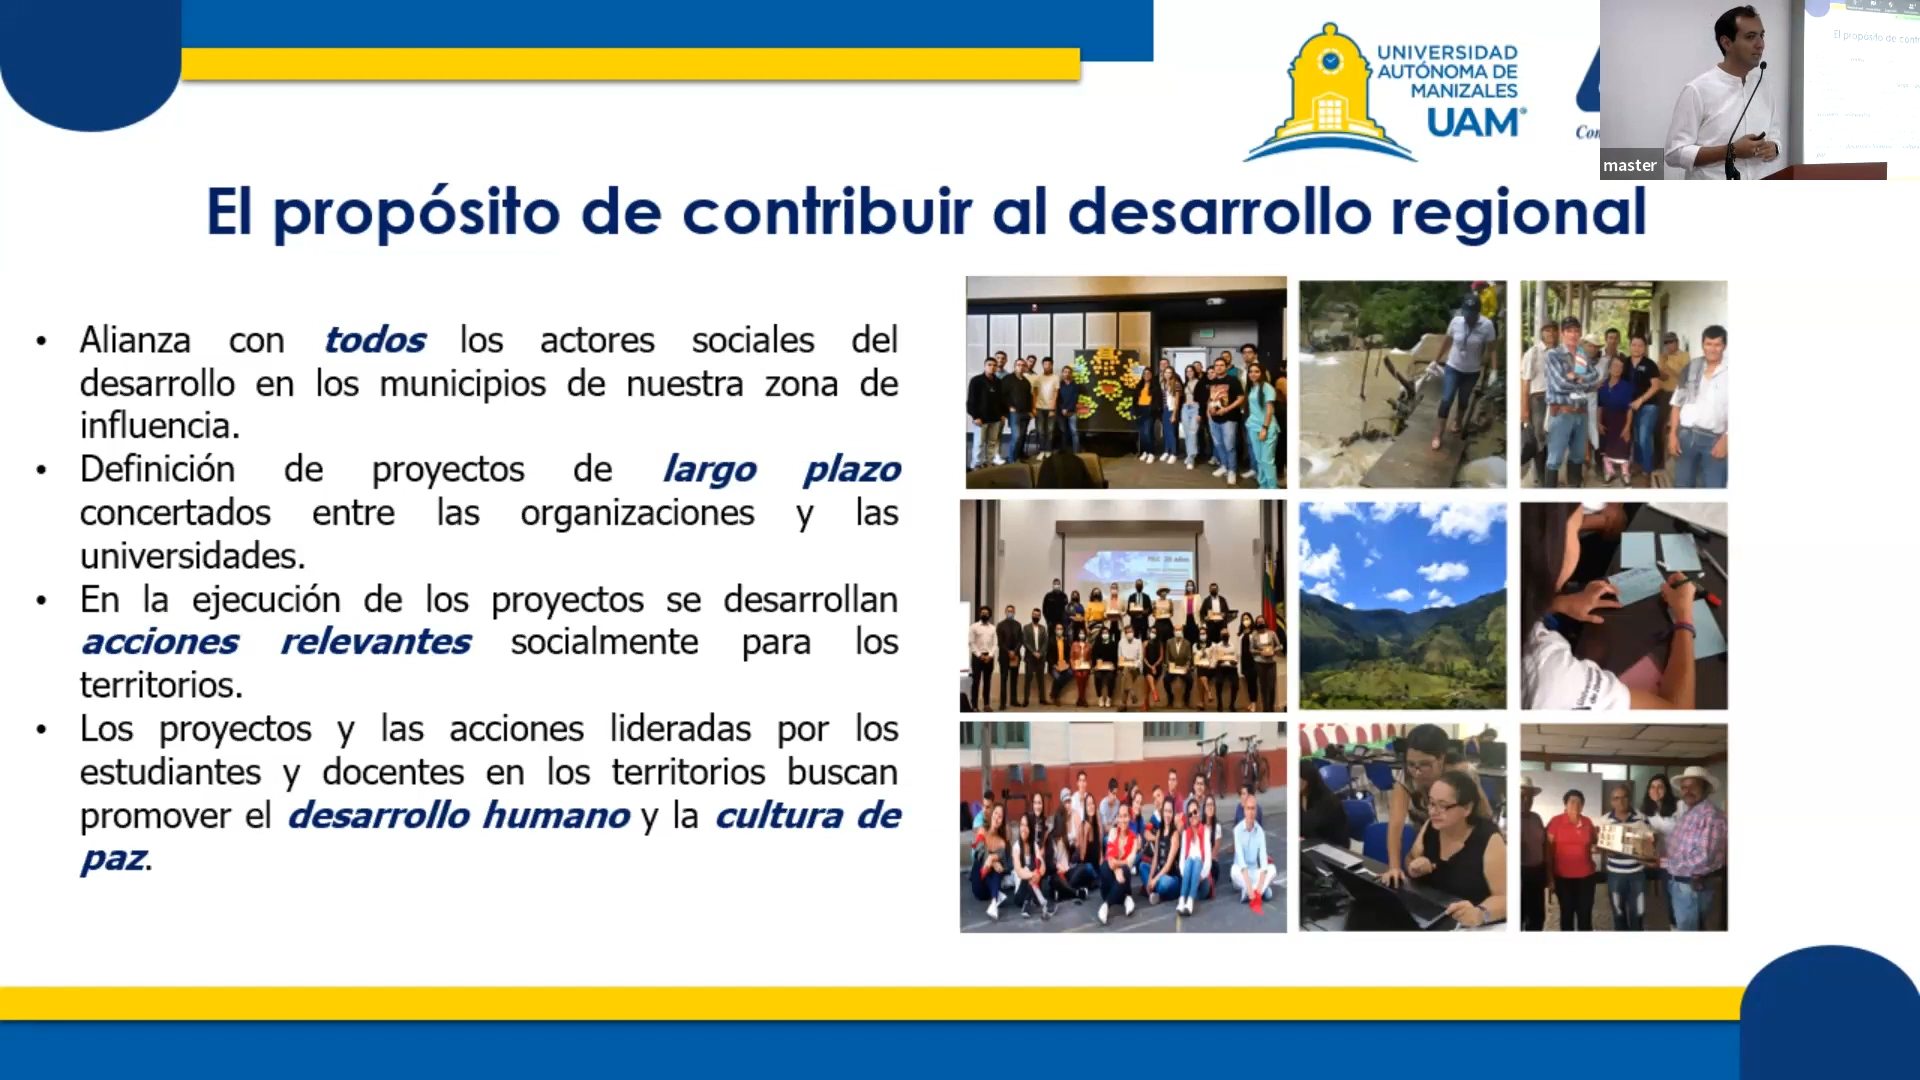 UNIVERSIDAD
AUTÓNOMA DE
MANIZALES
UAM®
master
El propósito de contribuir al desarrollo regional
• Alianza con todos los actores sociales del
desarrollo en los municipios de nuestra zona de
influencia.
• Definición de proyectos de largo plazo
concertados entre las organizaciones y las
universidades.
• En la ejecución de los proyectos se desarrollan
acciones relevantes socialmente para los
territorios.
• Los proyectos y las acciones lideradas por los
estudiantes y docentes en los territorios buscan
promover el desarrollo humano y la cultura de
paz.